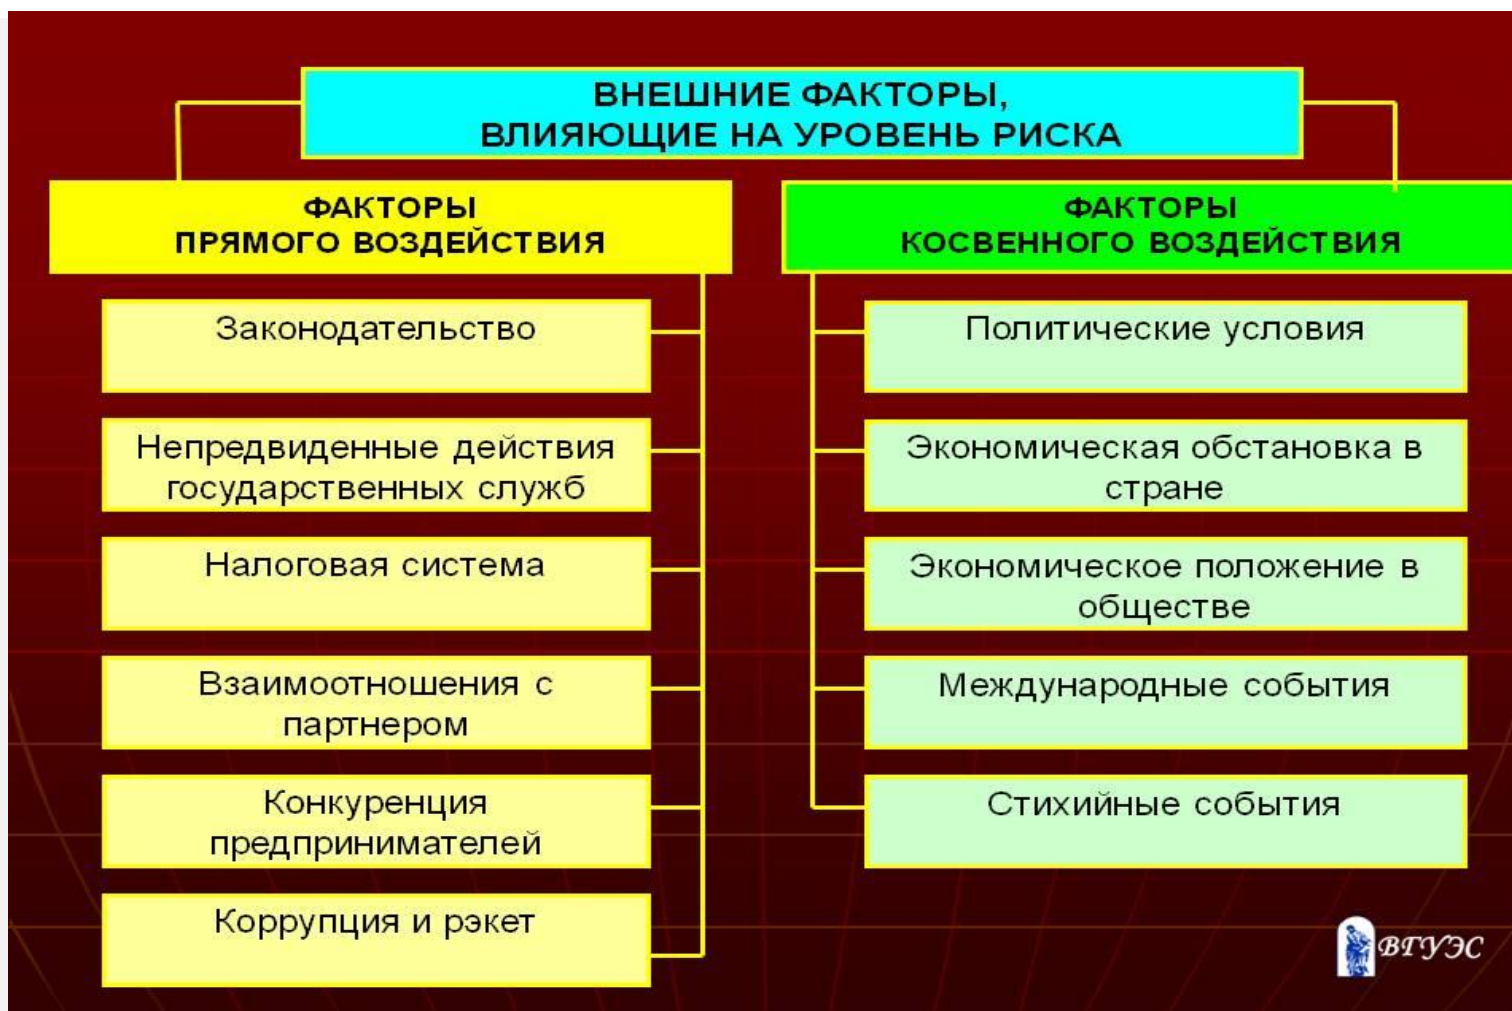 ВНЕШНИЕ ФАКТОРЫ,
ВЛИЯЮЩИЕ НА УРОВЕНЬ РИСКА
ФАКТОРЫ
ПРЯМОГО ВОЗДЕЙСТВИЯ
Законодательство
Непредвиденные действия
государственных служб
Налоговая система
Взаимоотношения с
партнером
Конкуренция
предпринимателей
Коррупция и рэкет
ФАКТОРЫ
КОСВЕННОГО ВОЗДЕЙСТВИЯ
Политические условия
Экономическая обстановка в
стране
Экономическое положение в
обществе
Международные события
Стихийные события
ВГУЭС